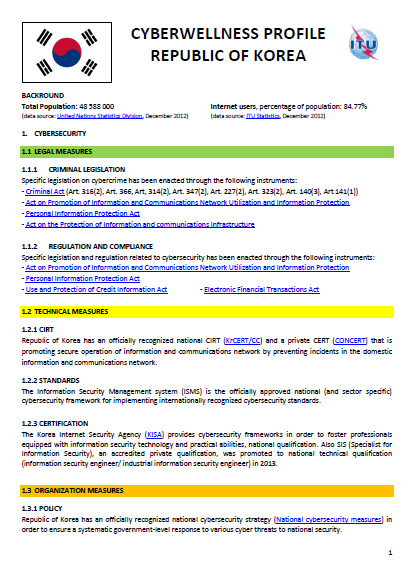 CYBERWELLNESS PROFILE
REPUBLIC OF KOREA
ITU
BACKROUND
Total Population: 48 588 000 Internet users, percentage of population: 84.77%
(data source: United Nations Statistics Division, December 2012) (data source: ITU Statistics, December 2012)
1. CYBERSECURITY
1.1 LEGAL MEASURES
1.1.1 CRIMINAL LEGISLATION
Specific legislation on cybercrime has been enacted through the following instruments:
- Criminal Act (Art. 316(2), Art. 366, Art, 314(2), Art. 347(2), Art. 227(2), Art. 323(2), Art. 140(3), Art 141(1))
- Act on Promotion of Information and Communications Network Utilization and Information Protection
- Personal Information Protection Act
- Act on the Protection of Information and communications Infrastructure
1.1.2 REGULATION AND COMPLIANCE
Specific legislation and regulation related to cybersecurity has been enacted through the following instruments:
- Act on Promotion of Information and Communications Network Utilization and Information Protection
- Personal Information Protection Act
- Use and Protection of Credit Information Act - Electronic Financial Transactions Act
1.2 TECHNICAL MEASURES
1.2.1 CIRT
Republic of Korea has an officially recognized national CIRT (KrCERT/CC) and a private CERT (CONCERT) that is
promoting secure operation of information and communications network by preventing incidents in the domestic
information and communications network.
1.2.2 STANDARDS
The Information Security Management system (ISMS) is the officially approved national (and sector specific)
cybersecurity framework for implementing internationally recognized cybersecurity standards.
1.2.3 CERTIFICATION
The Korea Internet Security Agency (KISA) provides cybersecurity frameworks in order to foster professionals
equipped with information security technology and practical abilities, national qualification. Also SIS (Specialist for
Information Security), an accredited private qualification, was promoted to national technical qualification
(information security engineer/ industrial information security engineer) in 2013.
1.3 ORGANIZATION MEASURES
1.3.1 POLICY
Republic of Korea has an officially recognized national cybersecurity strategy (National cybersecurity measures) in
order to ensure a systematic government-level response to various cyber threats to national security.
1